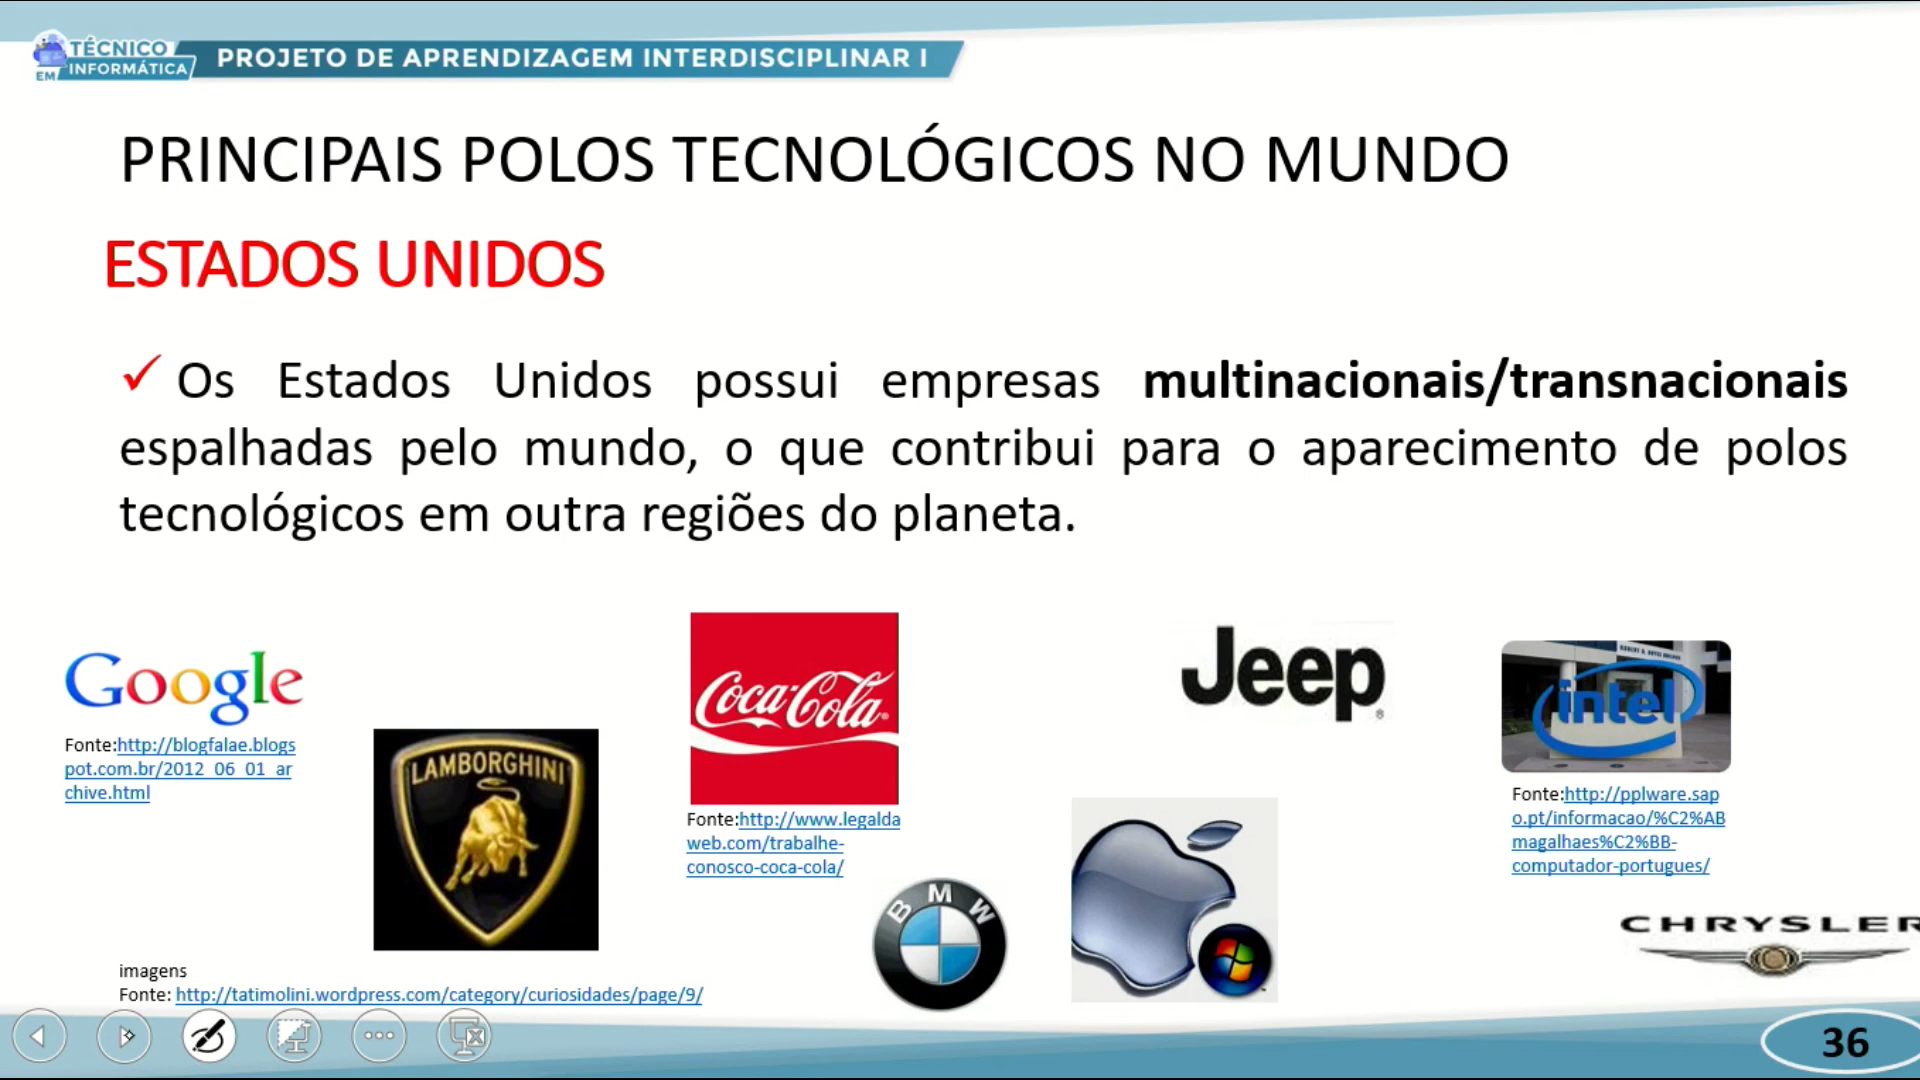 TÉCNICO
EM INFORMÁTICA
PROJETO DE APRENDIZAGEM INTERDISCIPLINAR I
PRINCIPAIS POLOS TECNOLÓGICOS NO MUNDO
ESTADOS UNIDOS
Os Estados Unidos possui empresas multinacionais/transnacionais
espalhadas pelo mundo, o que contribui para o aparecimento de polos
tecnológicos em outra regiões do planeta.
Google
Fonte:http://blogfalae.blogs
pot.com.br/2012_06_01_ar
chive.html
LAMBORGHINI
Coca-Cola
Fonte:http://www.legalda
web.com/trabalhe-
conosco-coca-cola/
BMW
Jeep
intel
Fonte:http://pplware.sap
o.pt/informacao/%C2%AB
magalhaes%C2%BB-
computador-portugues/
CHRYSLER
imagens
Fonte: http://tatimolini.wordpress.com/category/curiosidades/page/9/
36